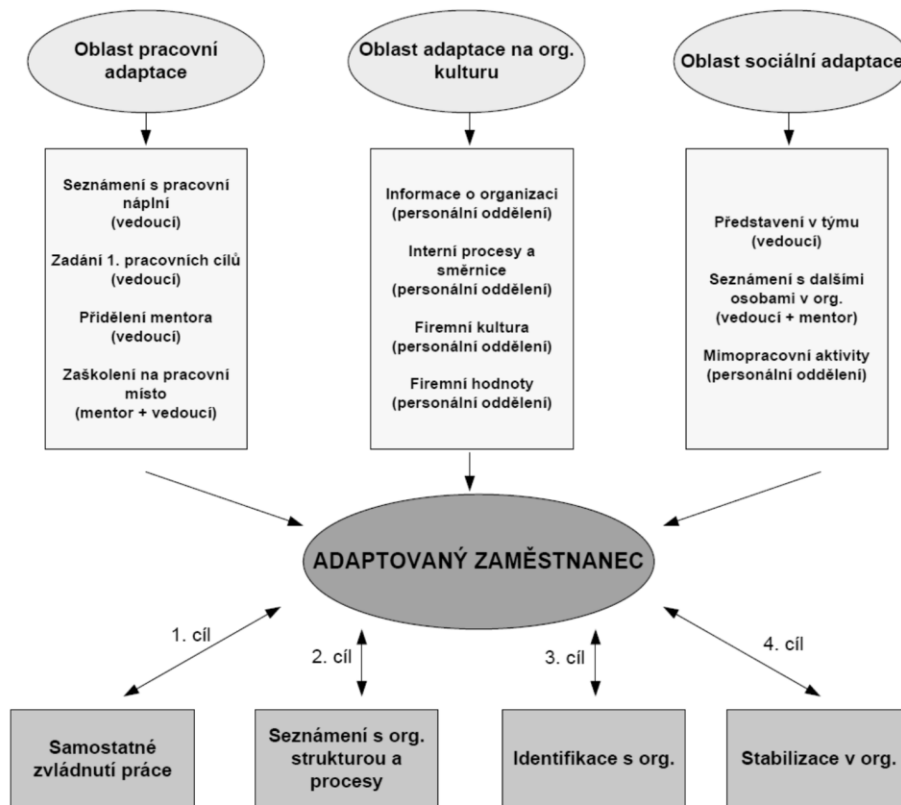 Oblast pracovní
adaptace
Oblast adaptace na org.
kulturu
Oblast sociální adaptace
Seznámení s pracovní
náplní
(vedoucí)
Zadání 1. pracovních cílů
(vedoucí)
Přidělení mentora
(vedoucí)
Zaškolení na pracovní
místo
(mentor + vedoucí)
Informace o organizaci
(personální oddělení)
Interní procesy a
směrnice
(personální oddělení)
Firemní kultura
(personální oddělení)
Firemní hodnoty
(personální oddělení)
Představení v týmu
(vedoucí)
Seznámení s dalšími
osobami v org.
(vedoucí + mentor)
Mimopracovní aktivity
(personální oddělení)
ADAPTOVANÝ ZAMĚSTNANEC
1. cíl
2. cíl
3. cíl
4. cíl
Samostatné
zvládnutí práce
Seznámení s org.
strukturou a
procesy
Identifikace s org.
Stabilizace v org.